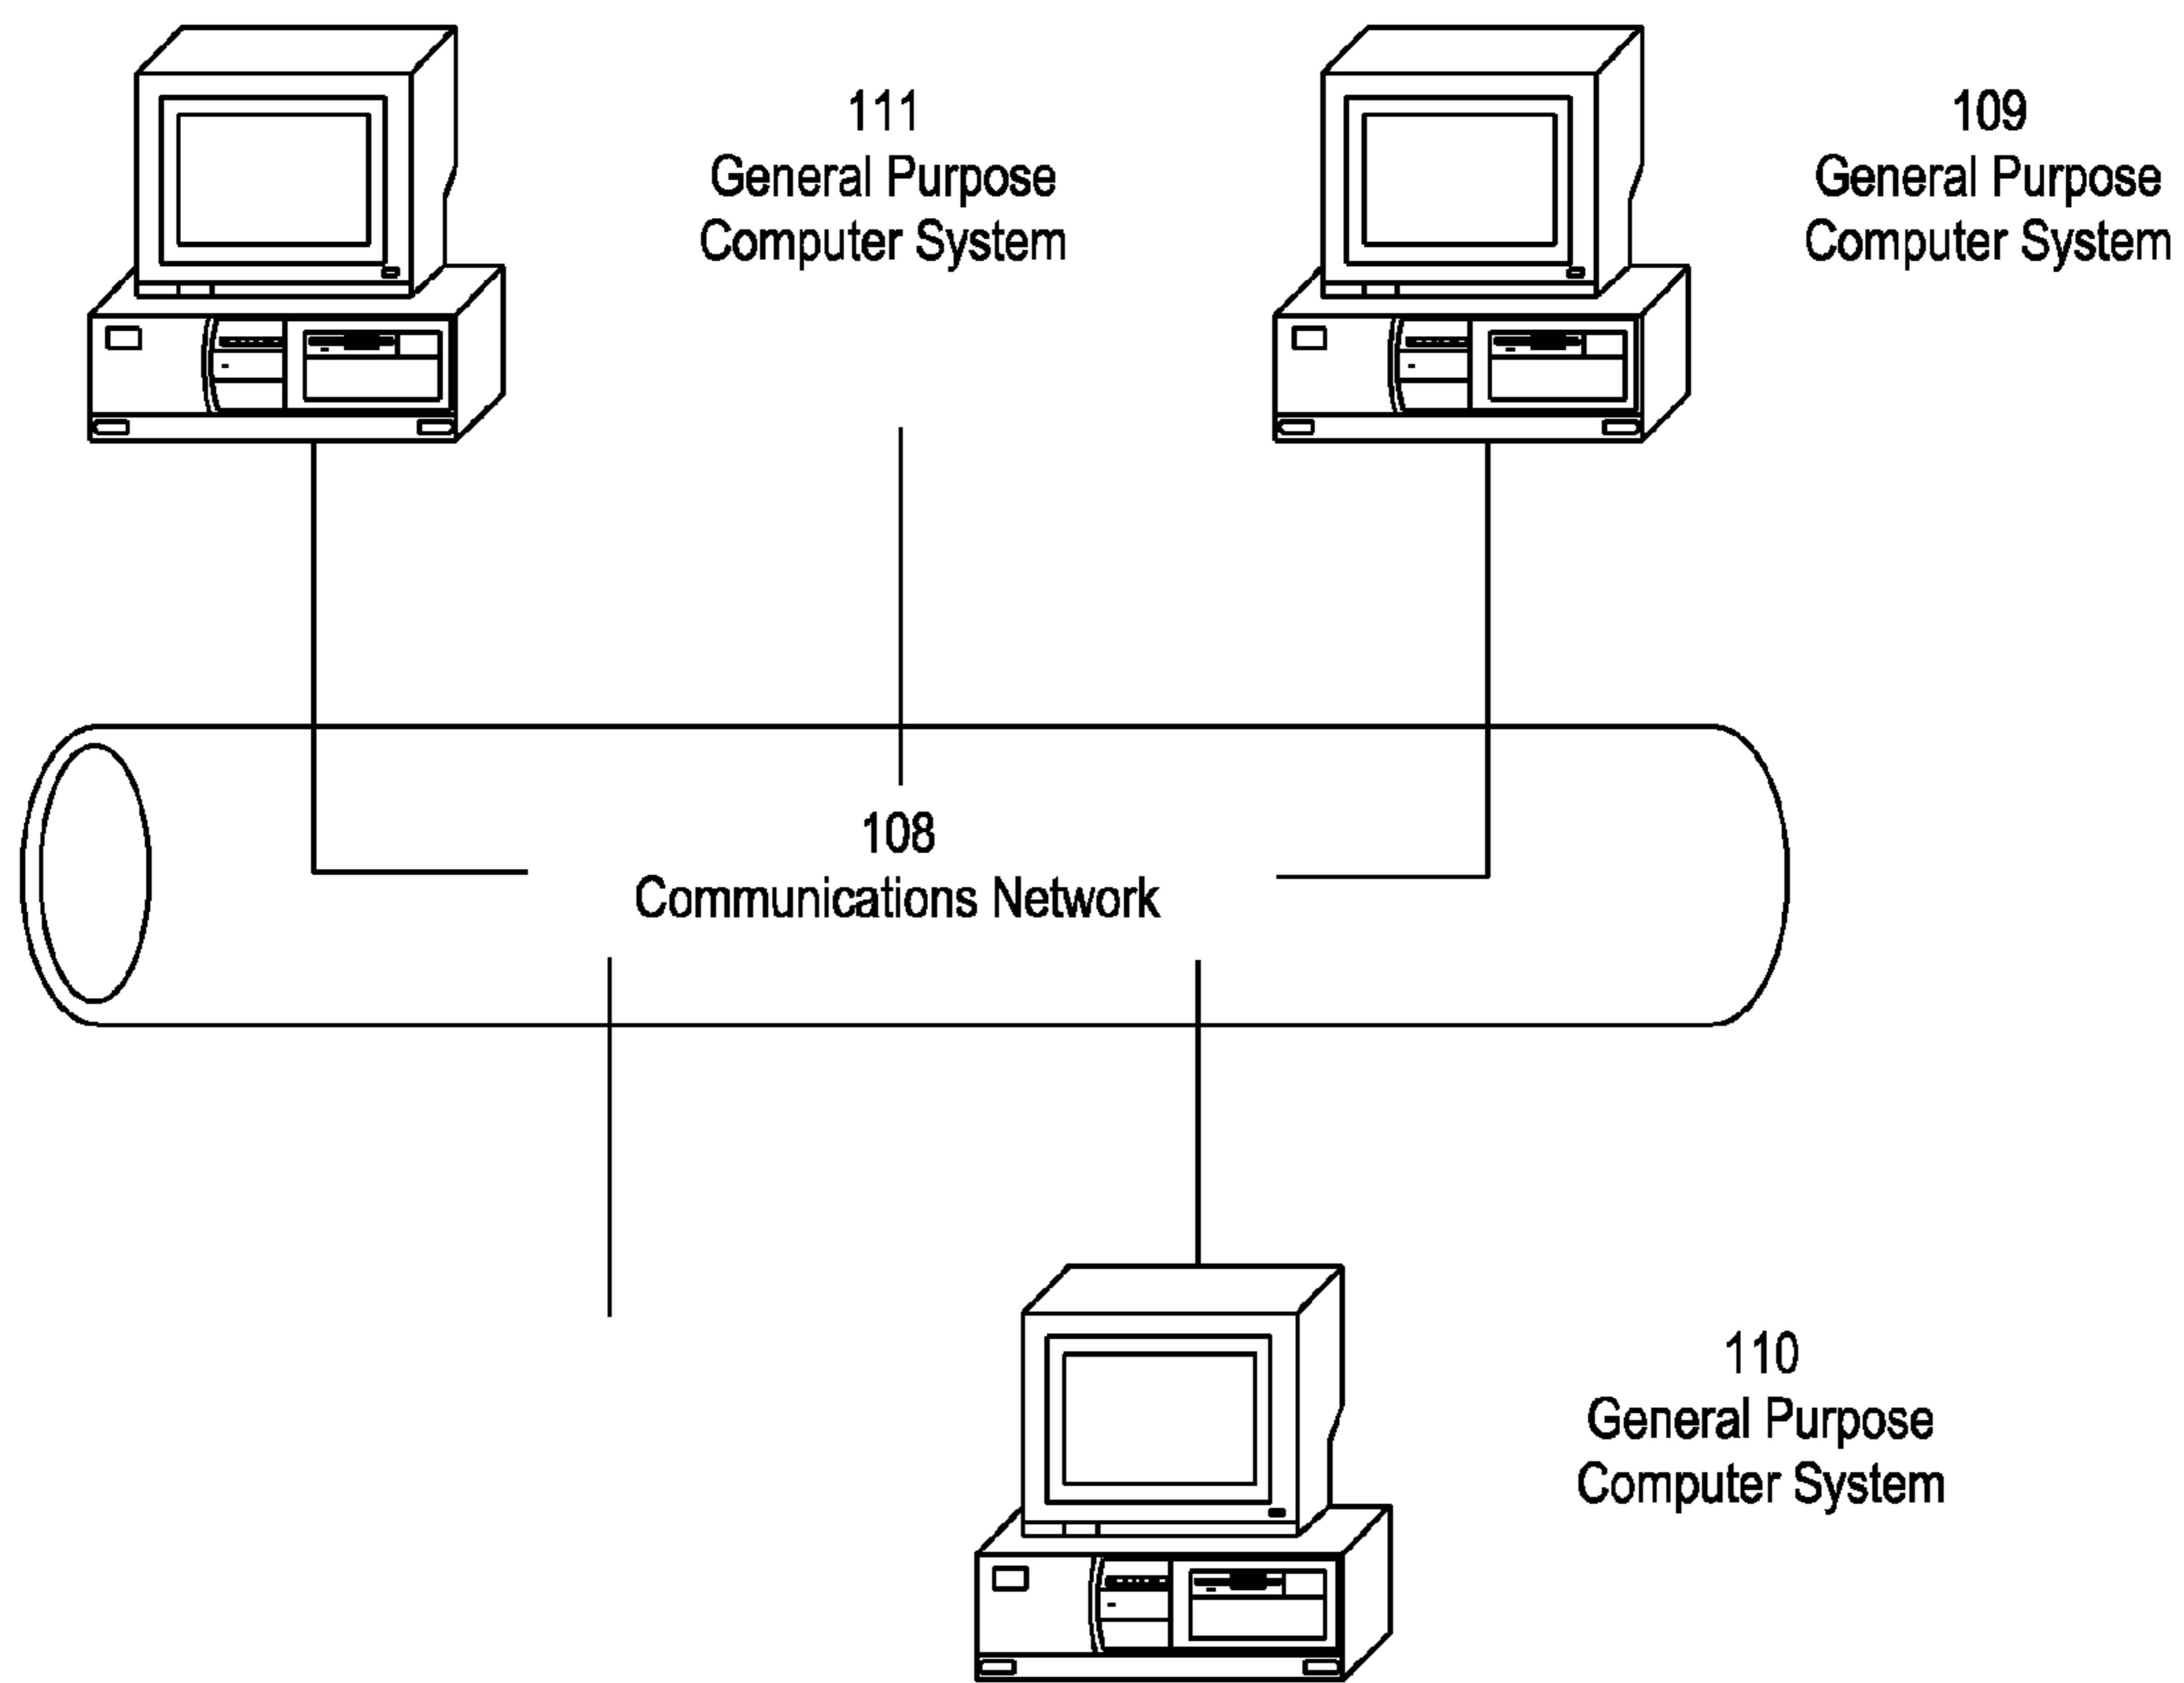 111
General Purpose
Computer System
109
General Purpose
Computer System
108
Communications Network
110
General Purpose
Computer System